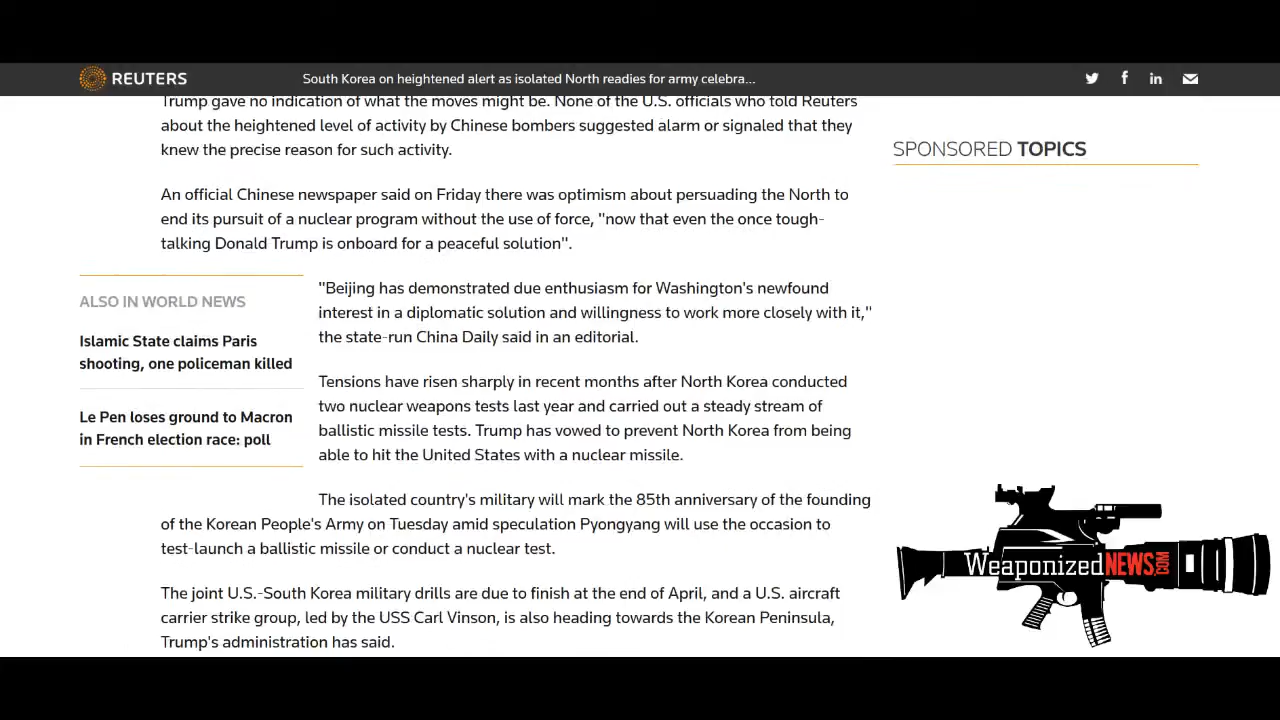 REUTERS
South Korea on heightened alert as isolated North readies for army celebra...
Trump gave no indication of what the moves might be. None of the U.S. officials who told Reuters
about the heightened level of activity by Chinese bombers suggested alarm or signaled that they
knew the precise reason for such activity.
SPONSORED TOPICS
An official Chinese newspaper said on Friday there was optimism about persuading the North to
end its pursuit of a nuclear program without the use of force, "now that even the once tough-
talking Donald Trump is onboard for a peaceful solution".
ALSO IN WORLD NEWS
Islamic State claims Paris
shooting, one policeman killed
Le Pen loses ground to Macron
in French election race: poll
"Beijing has demonstrated due enthusiasm for Washington's newfound
interest in a diplomatic solution and willingness to work more closely with it,"
the state-run China Daily said in an editorial.
Tensions have risen sharply in recent months after North Korea conducted
two nuclear weapons tests last year and carried out a steady stream of
ballistic missile tests. Trump has vowed to prevent North Korea from being
able to hit the United States with a nuclear missile.
The isolated country's military will mark the 85th anniversary of the founding
of the Korean People's Army on Tuesday amid speculation Pyongyang will use the occasion to
test-launch a ballistic missile or conduct a nuclear test.
The joint U.S.-South Korea military drills are due to finish at the end of April, and a U.S. aircraft
carrier strike group, led by the USS Carl Vinson, is also heading towards the Korean Peninsula,
Trump's administration has said.
WeaponizedNEWS.COM